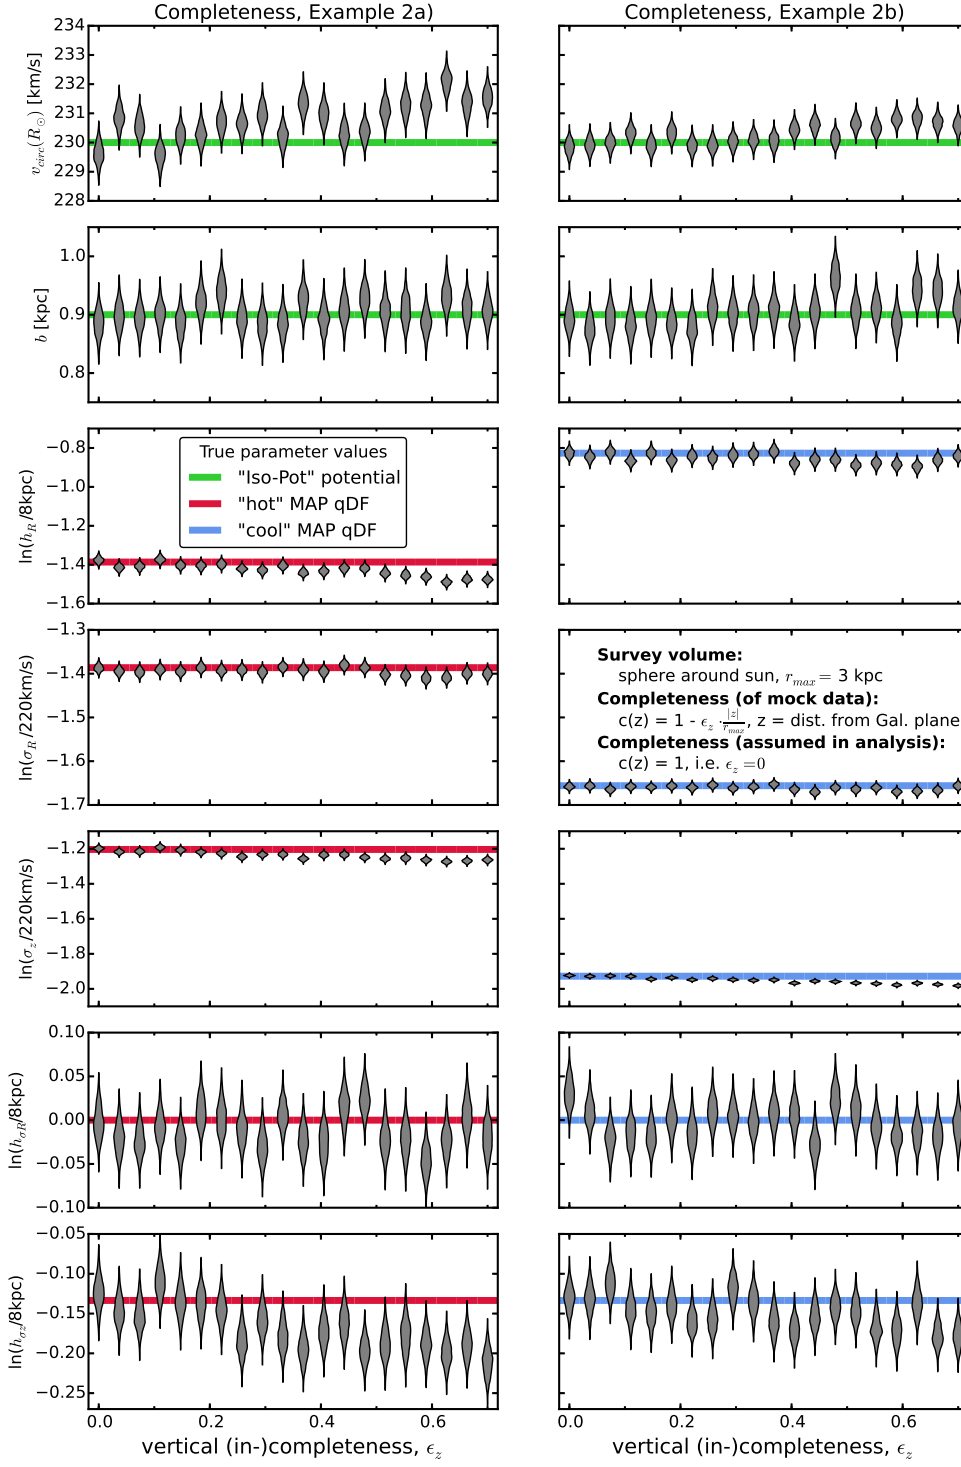 Completeness, Example 2a)
Completeness, Example 2b)
234
233
232
231
230
229
228
v_circ(R_⊙) [km/s]
1.0
0.9
0.8
b [kpc]
−0.8
−1.0
−1.2
−1.4
−1.6
ln(h_R/8kpc)
True parameter values
"Iso-Pot" potential
"hot" MAP qDF
"cool" MAP qDF
−1.3
−1.4
−1.5
−1.6
−1.7
ln(σ_R/220km/s)
Survey volume:
sphere around sun, r_max = 3 kpc
Completeness (of mock data):
c(z) = 1 - ϵ_z · |z|/r_max, z = dist. from Gal. plane
Completeness (assumed in analysis):
c(z) = 1, i.e. ϵ_z = 0
−1.2
−1.4
−1.6
−1.8
−2.0
ln(σ_z/220km/s)
0.10
0.05
0.00
−0.05
−0.10
ln(h_σR/8kpc)
−0.05
−0.10
−0.15
−0.20
−0.25
ln(h_σz/8kpc)
0.0 0.2 0.4 0.6
0.0 0.2 0.4 0.6
vertical (in-)completeness, ϵ_z
vertical (in-)completeness, ϵ_z